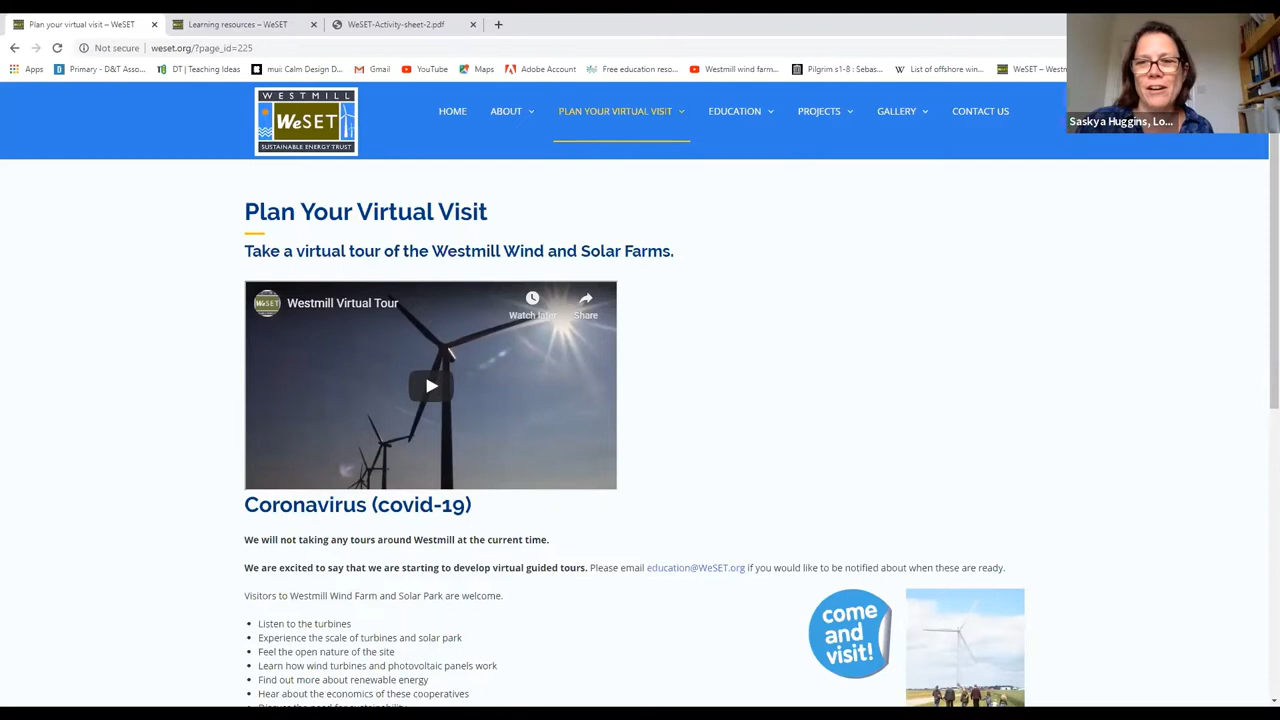 Plan your virtual visit – WeSET
Learning resources – WeSET
WeSET-Activity-sheet-2.pdf
Not secure
weset.org/?page_id=225
Apps
Primary - D&T Asso...
DT | Teaching Ideas
mui: Calm Design D...
Gmail
YouTube
Maps
Adobe Account
Free education reso...
Westmill wind farm...
Pilgrim s1-8 : Sebas...
List of offshore win...
WeSET – Westm
Saskya Huggins, Lo...
WESTMILL
WeSET
SUSTAINABLE ENERGY TRUST
HOME
ABOUT
PLAN YOUR VIRTUAL VISIT
EDUCATION
PROJECTS
GALLERY
CONTACT US
Plan Your Virtual Visit
Take a virtual tour of the Westmill Wind and Solar Farms.
WeSET
Westmill Virtual Tour
Watch later
Share
Coronavirus (covid-19)
We will not taking any tours around Westmill at the current time.
We are excited to say that we are starting to develop virtual guided tours. Please email education@WeSET.org if you would like to be notified about when these are ready.
Visitors to Westmill Wind Farm and Solar Park are welcome.
Listen to the turbines
Experience the scale of turbines and solar park
Feel the open nature of the site
Learn how wind turbines and photovoltaic panels work
Find out more about renewable energy
Hear about the economics of these cooperatives
Discuss the need for sustainability
come
and
visit!